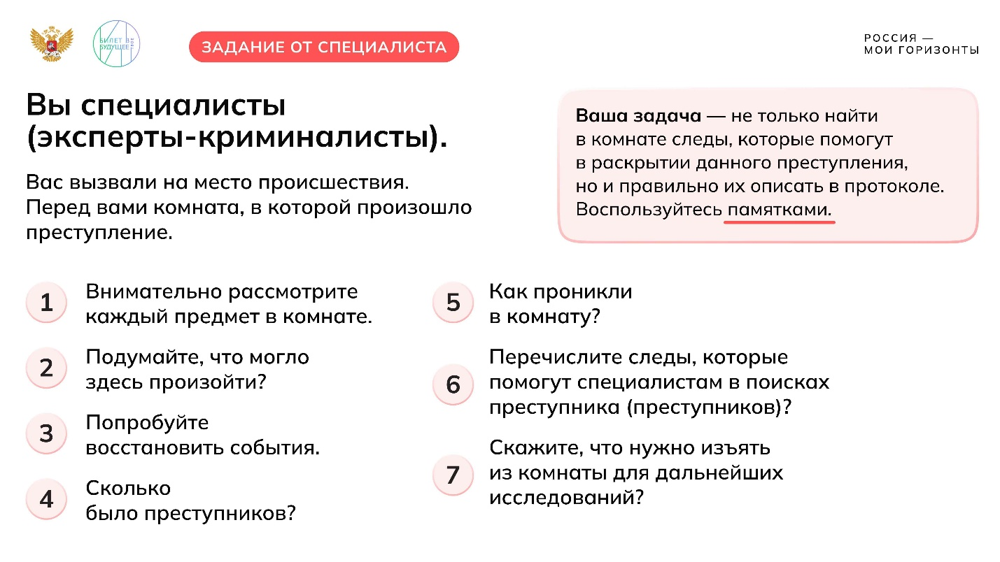 БИЛЕТ В
БУДУЩЕЕ
ЗАДАНИЕ ОТ СПЕЦИАЛИСТА
РОССИЯ —
МОИ ГОРИЗОНТЫ
Вы специалисты
(эксперты-криминалисты).
Вас вызвали на место происшествия.
Перед вами комната, в которой произошло
преступление.
Ваша задача — не только найти
в комнате следы, которые помогут
в раскрытии данного преступления,
но и правильно их описать в протоколе.
Воспользуйтесь памятками.
1 Внимательно рассмотрите
каждый предмет в комнате.
2 Подумайте, что могло
здесь произойти?
3 Попробуйте
восстановить события.
4 Сколько
было преступников?
5 Как проникли
в комнату?
6 Перечислите следы, которые
помогут специалистам в поисках
преступника (преступников)?
7 Скажите, что нужно изъять
из комнаты для дальнейших
исследований?